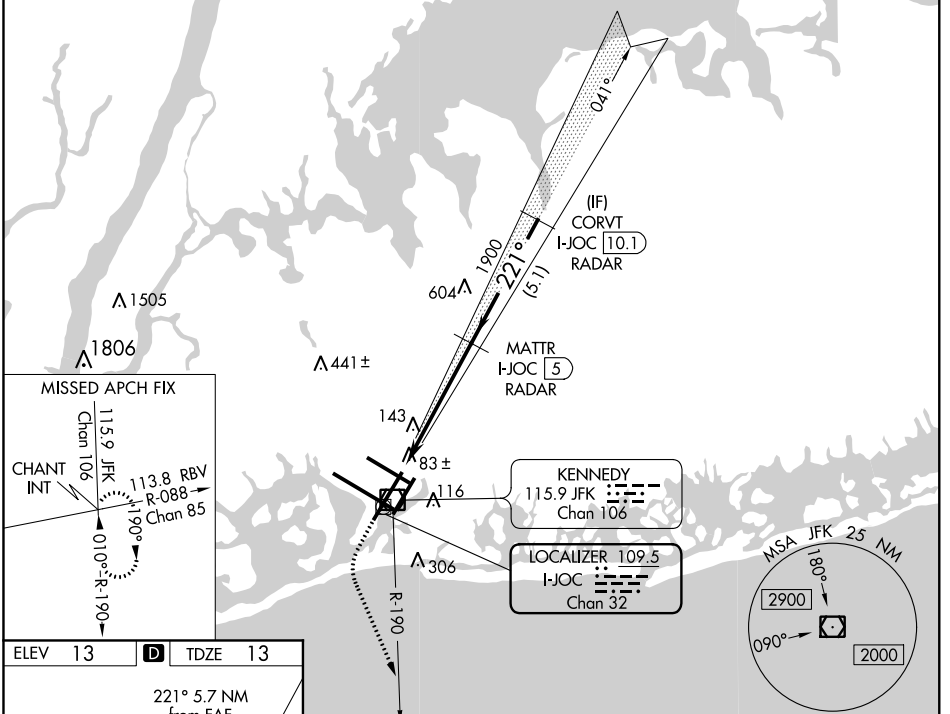 041°
(IF)
CORVT
I-JOC 10.1
RADAR
1900
221°
(5.1)
604
1505
1806
441±
MATTR
I-JOC 5
RADAR
MISSED APCH FIX
115.9 JFK
Chan 106
CHANT
INT
113.8 RBV
R-088
Chan 85
190°
010°
R-190
143
83±
116
306
R-190
KENNEDY
115.9 JFK
Chan 106
LOCALIZER 109.5
I-JOC
Chan 32
MSA JFK 25 NM
180°
2900
090°
2000
ELEV 13 D TDZE 13
221° 5.7 NM
from FAF